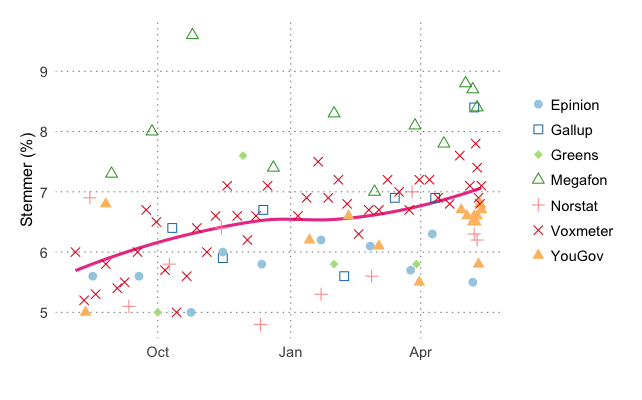 Stemmer (%)
9
8
7
6
5
Oct
Jan
Apr
Epinion
Gallup
Greens
Megafon
Norstat
Voxmeter
YouGov